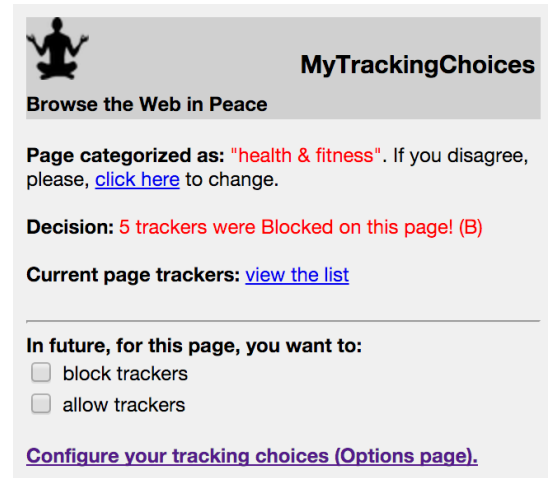 MyTrackingChoices
Browse the Web in Peace
Page categorized as: "health & fitness". If you disagree,
please, click here to change.
Decision: 5 trackers were Blocked on this page! (B)
Current page trackers: view the list
In future, for this page, you want to:
block trackers
allow trackers
Configure your tracking choices (Options page).